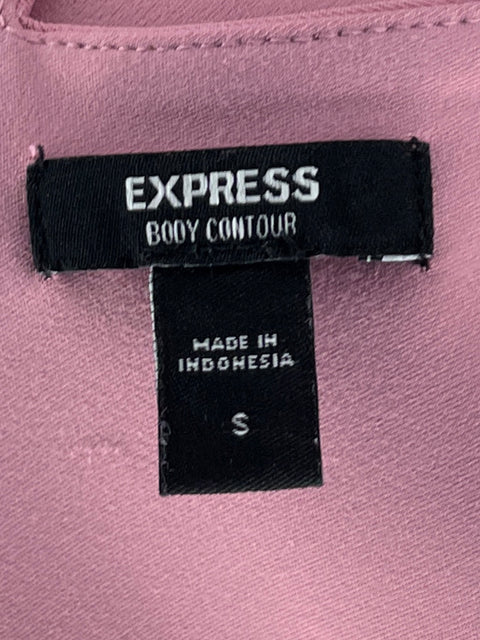 EXPRESS
BODY CONTOUR
MADE IN
INDONESIA
S